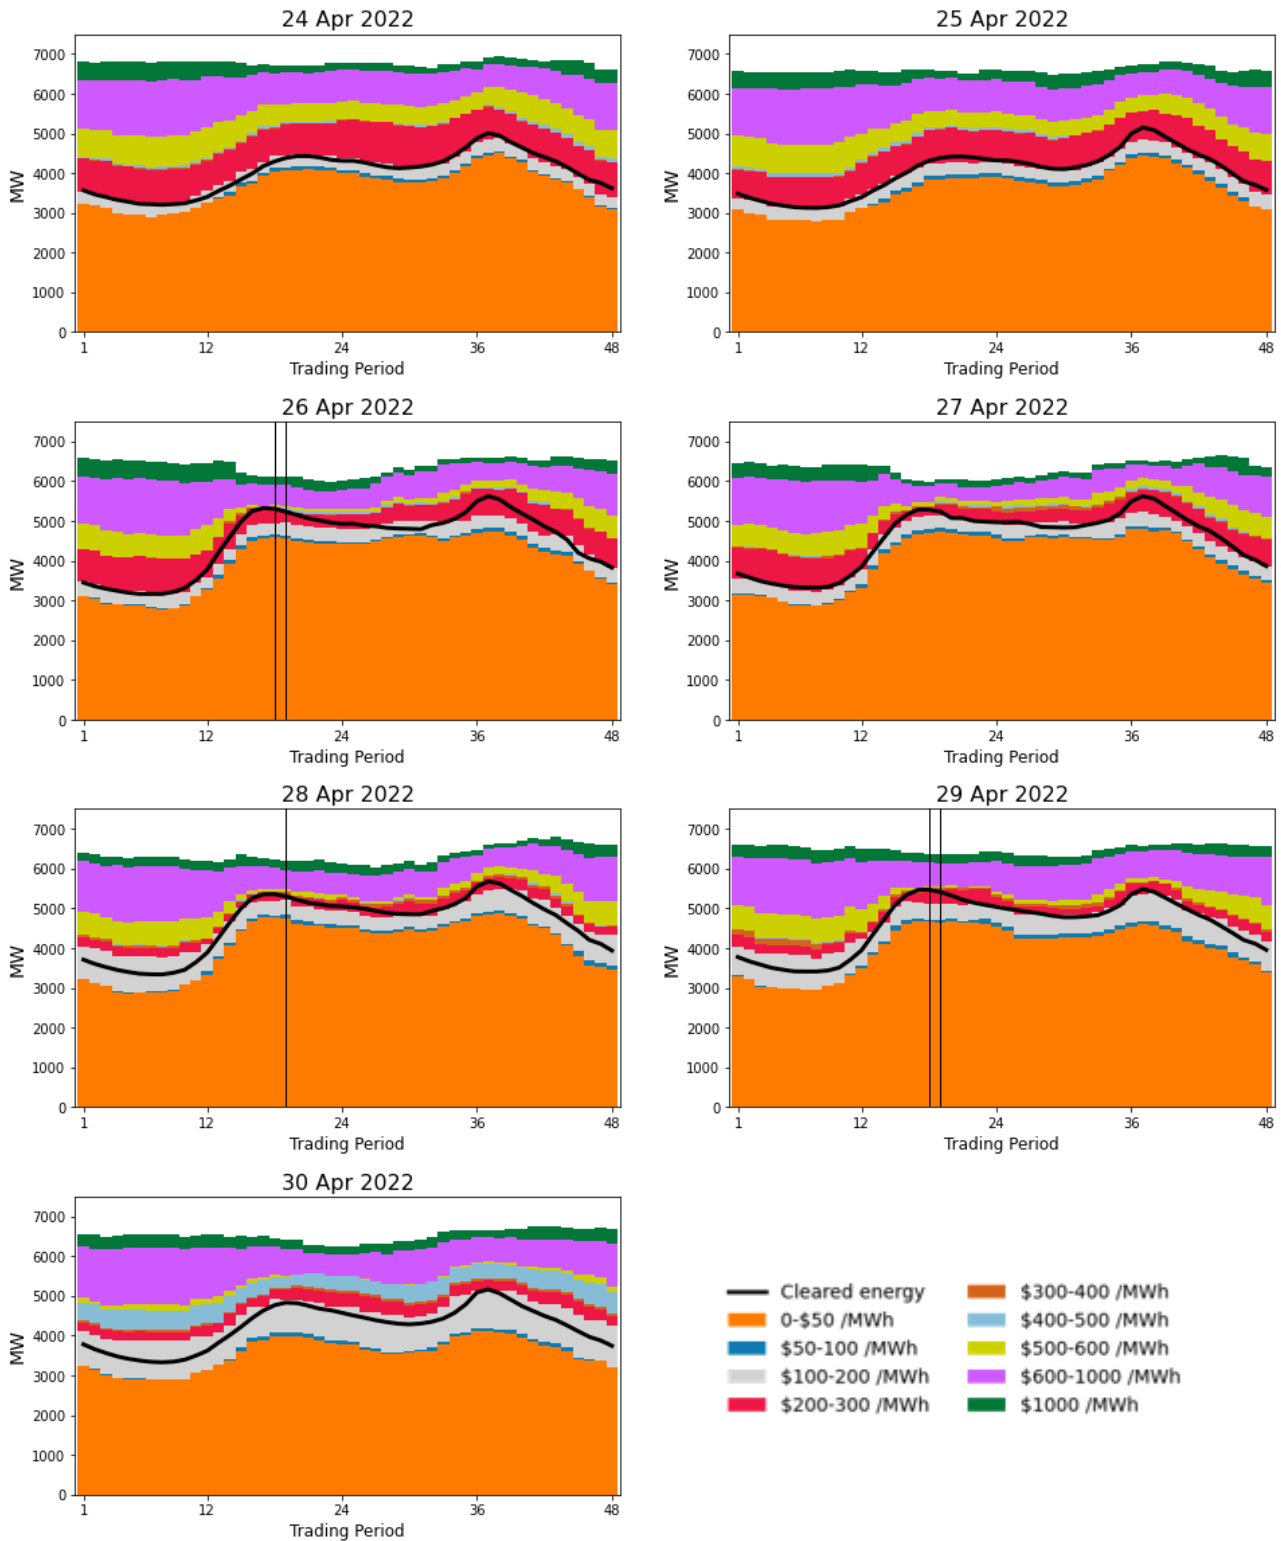 24 Apr 2022
25 Apr 2022
7000
6000
5000
4000
3000
2000
1000
0
MW
1 12 24 36 48
Trading Period
7000
6000
5000
4000
3000
2000
1000
0
MW
1 12 24 36 48
Trading Period
26 Apr 2022
27 Apr 2022
7000
6000
5000
4000
3000
2000
1000
0
MW
1 12 24 36 48
Trading Period
7000
6000
5000
4000
3000
2000
1000
0
MW
1 12 24 36 48
Trading Period
28 Apr 2022
29 Apr 2022
7000
6000
5000
4000
3000
2000
1000
0
MW
1 12 24 36 48
Trading Period
7000
6000
5000
4000
3000
2000
1000
0
MW
1 12 24 36 48
Trading Period
30 Apr 2022
7000
6000
5000
4000
3000
2000
1000
0
MW
1 12 24 36 48
Trading Period
Cleared energy
0-$50 /MWh
$50-100 /MWh
$100-200 /MWh
$200-300 /MWh
$300-400 /MWh
$400-500 /MWh
$500-600 /MWh
$600-1000 /MWh
$1000 /MWh